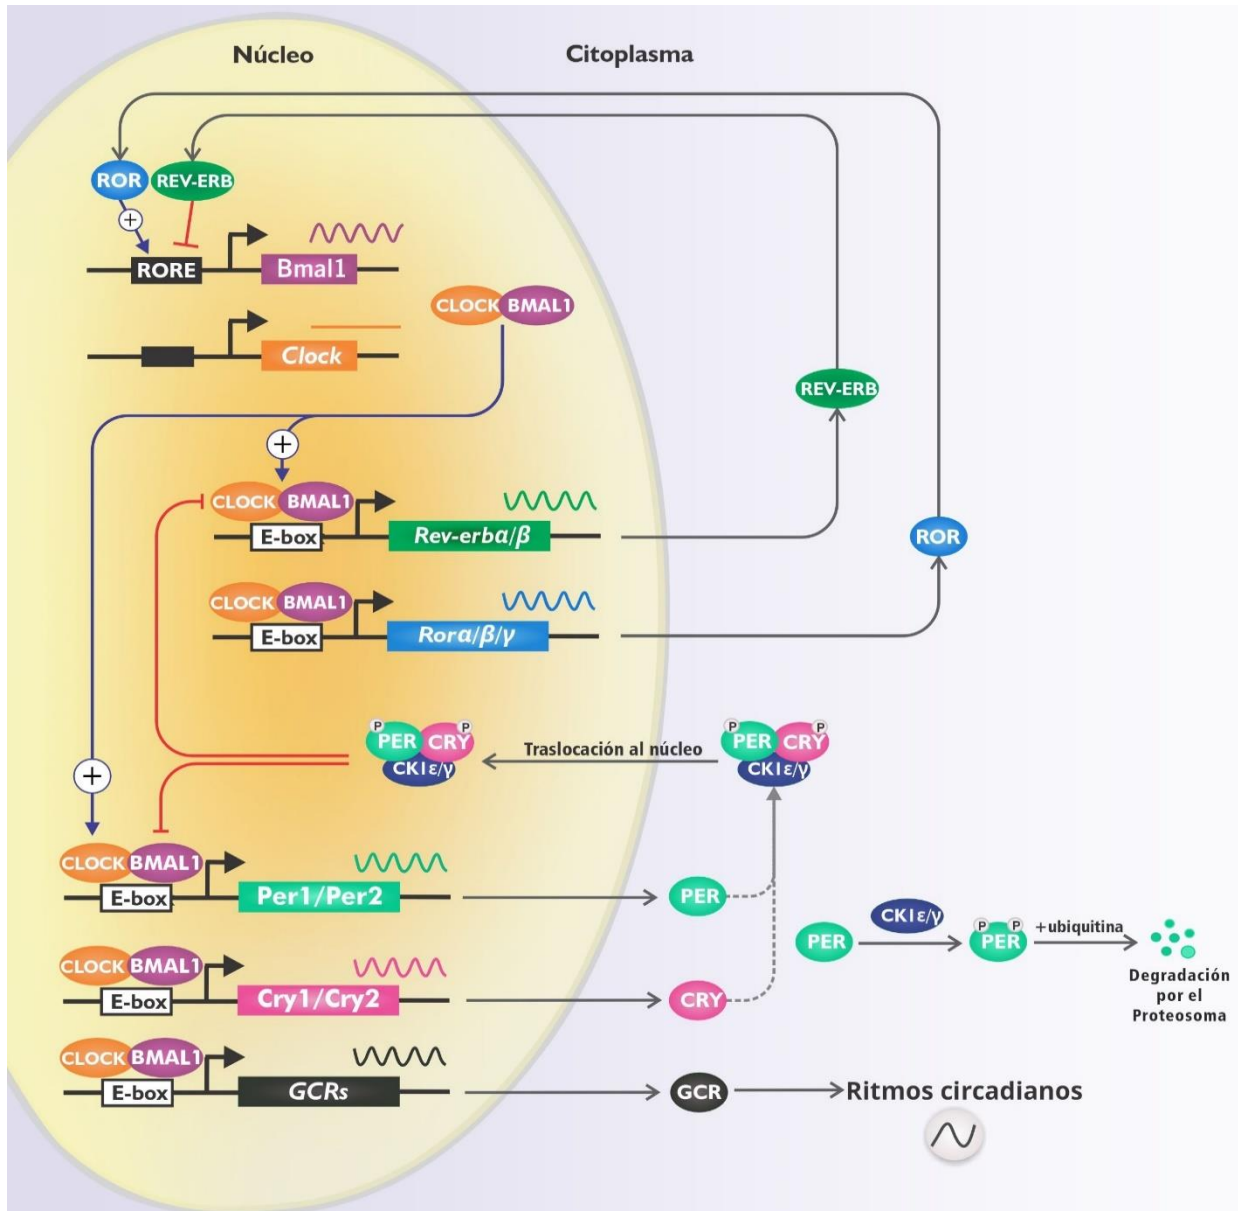 Núcleo
Citoplasma
ROR
REV-ERB
+
RORE
Bmal1
CLOCK BMAL1
Clock
REV-ERB
+
CLOCK BMAL1
E-box
Rev-erbα/β
ROR
CLOCK BMAL1
E-box
Rorα/β/γ
P
P
PER
CRY
CKIε/γ
Traslocación al núcleo
P
P
PER
CRY
CKIε/γ
+
CLOCK BMAL1
E-box
Per1/Per2
PER
PER
CKIε/γ
P
P
PER
+ubiquitina
Degradación
por el
Proteosoma
CLOCK BMAL1
E-box
Cry1/Cry2
CRY
CLOCK BMAL1
E-box
GCRs
GCR
Ritmos circadianos